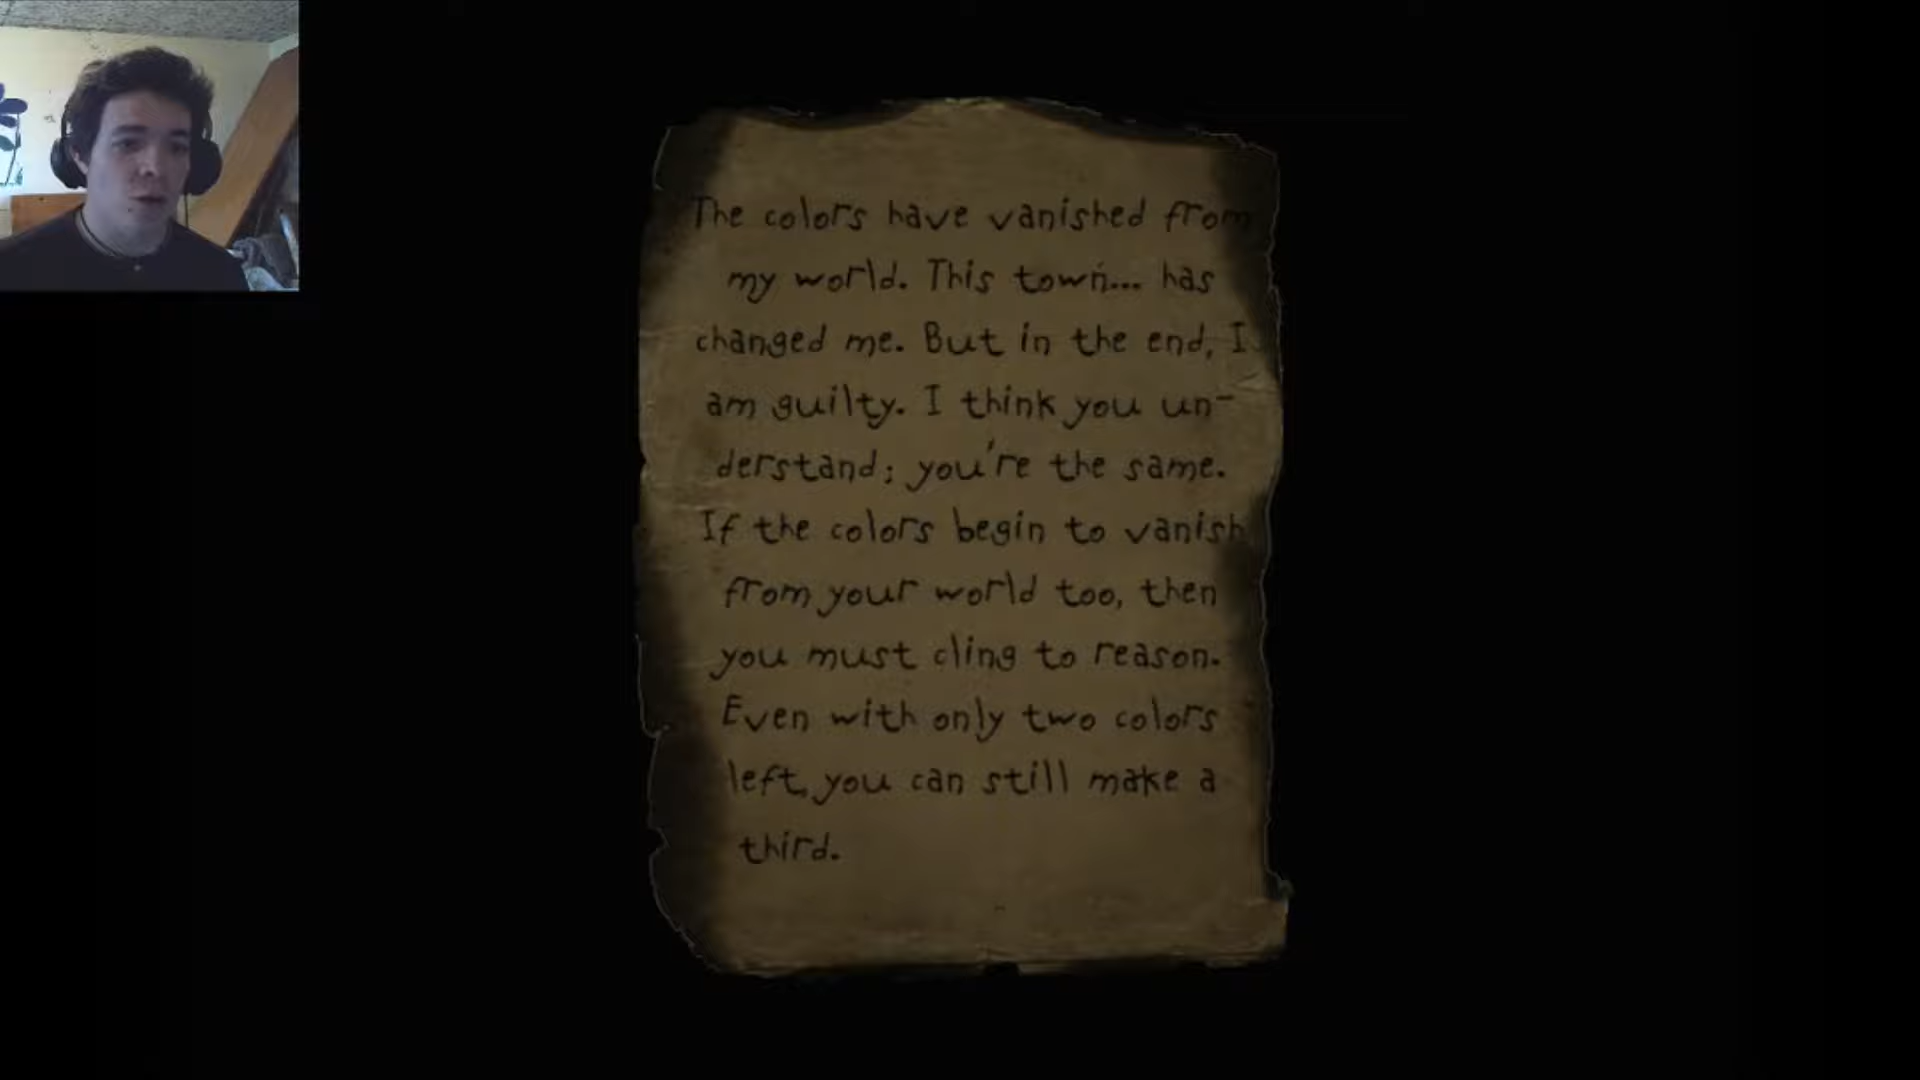 The colors have vanished from
my world. This town... has
changed me. But in the end, I
am guilty. I think you un-
derstand; you're the same.
If the colors begin to vanish
from your world too, then
you must cling to reason.
Even with only two colors
left, you can still make a
third.